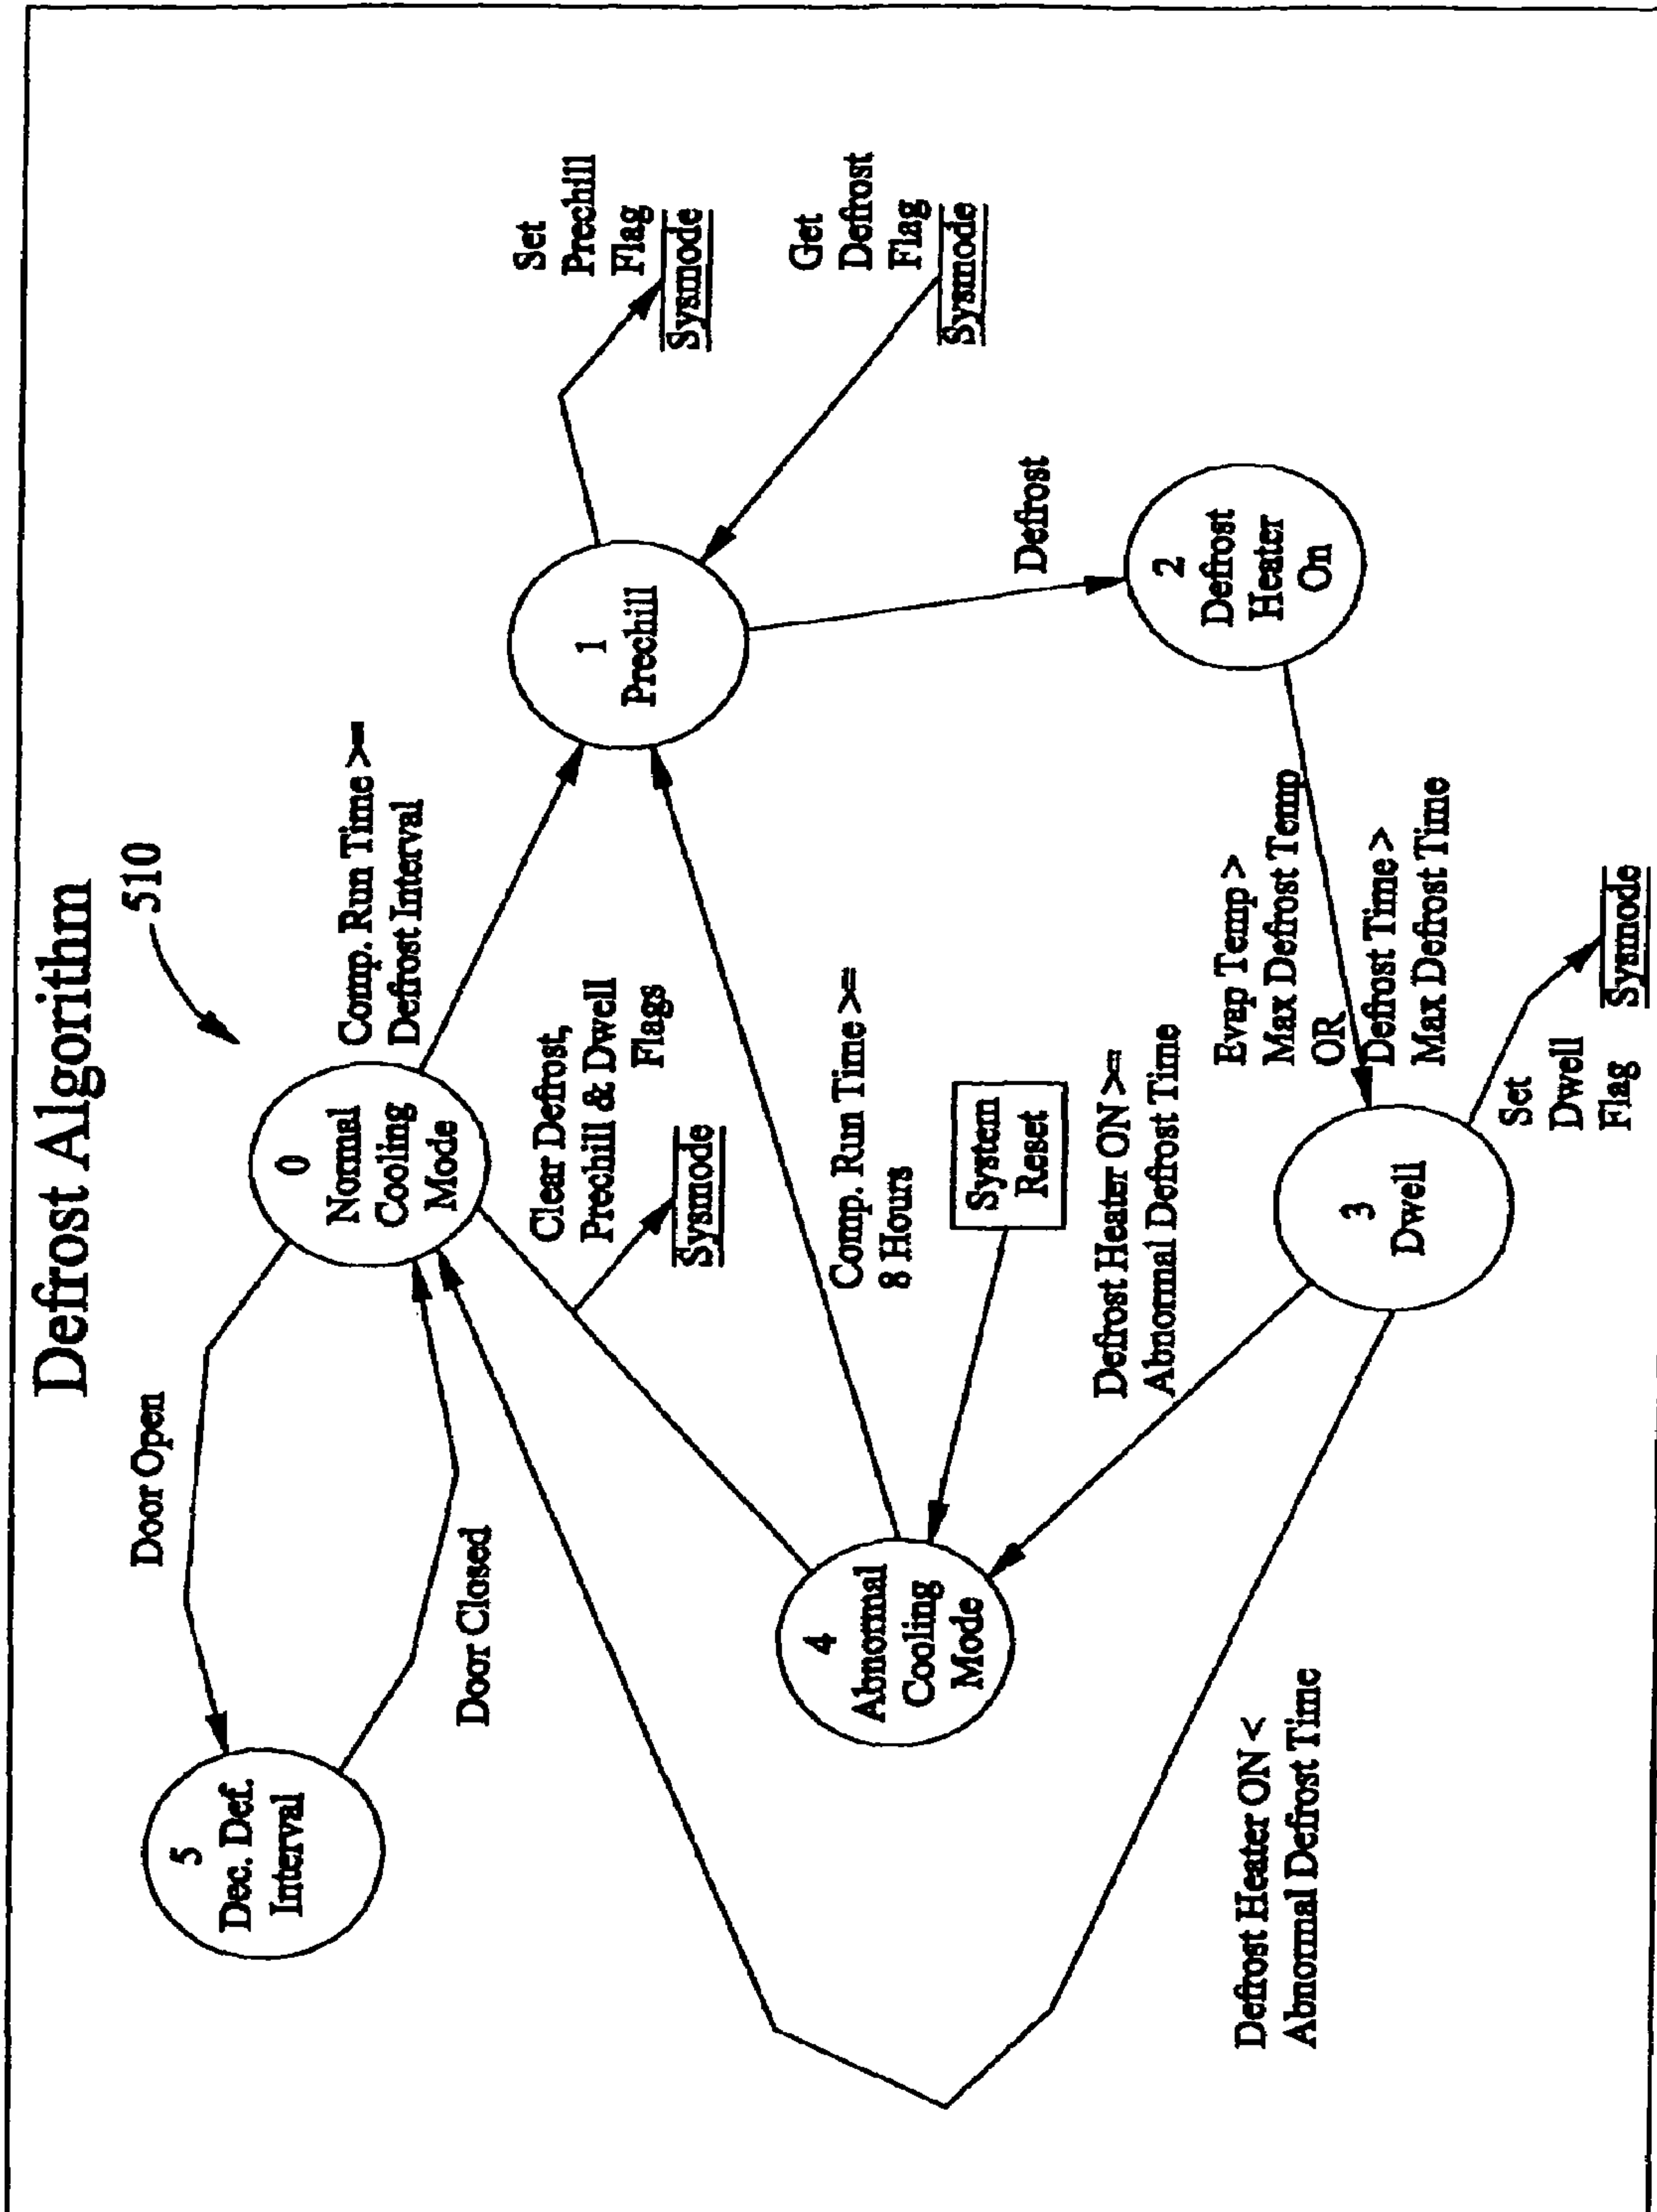 Defrost Algorithm
510
Door Open
Door Closed
5
Dec. Def.
Interval
0
Normal
Cooling
Mode
Comp. Run Time >=
Defrost Interval
Clear Defrost,
Prechill & Dwell
Flags
Sysmode
1
Prechill
Set
Prechill
Flag
Sysmode
Get
Defrost
Flag
Sysmode
Comp. Run Time >=
8 Hours
4
Abnormal
Cooling
Mode
System
Reset
Defrost
2
Defrost
Heater
On
Defrost Heater ON >=
Abnormal Defrost Time
Evap Temp >
Max Defrost Temp
OR
Defrost Time >
Max Defrost Time
3
Dwell
Set
Dwell
Flag
Sysmode
Defrost Heater ON <
Abnormal Defrost Time